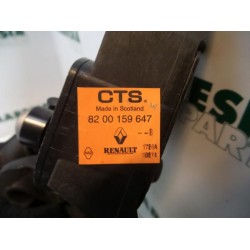 CTS.
Made in Scotland
82 00 159 647
--B
RENAULT